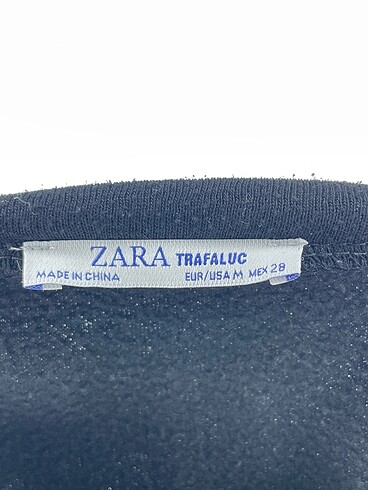 ZARA TRAFALUC
MADE IN CHINA EUR/USA M MEX 28